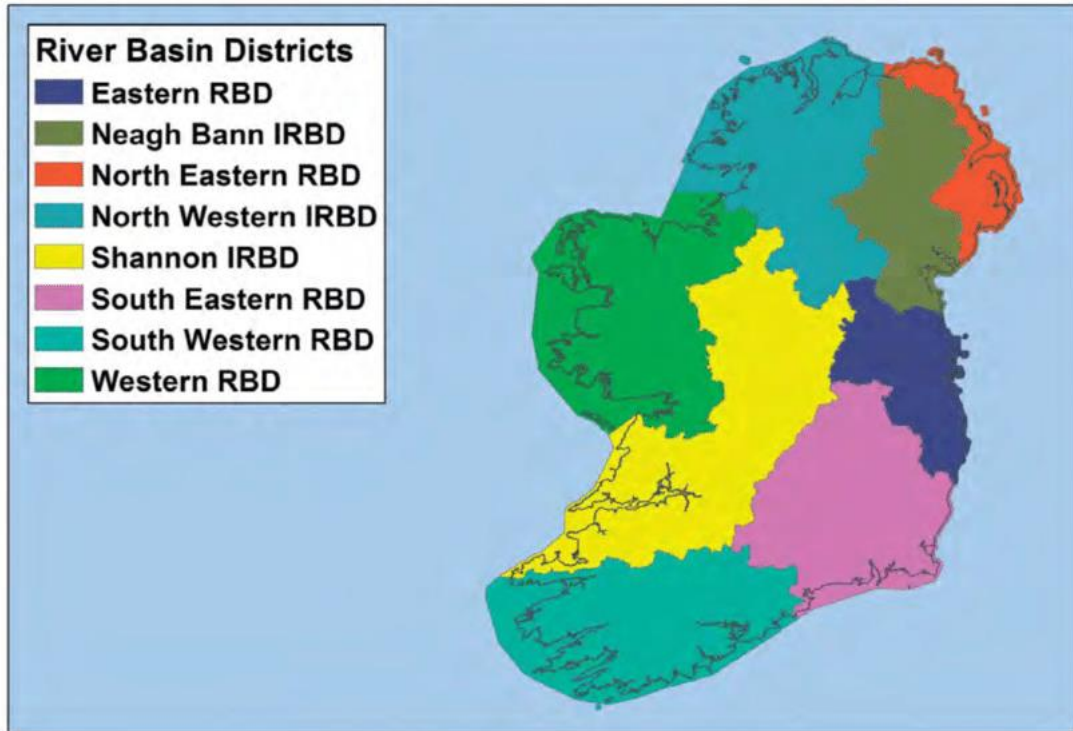 River Basin Districts
Eastern RBD
Neagh Bann IRBD
North Eastern RBD
North Western IRBD
Shannon IRBD
South Eastern RBD
South Western RBD
Western RBD